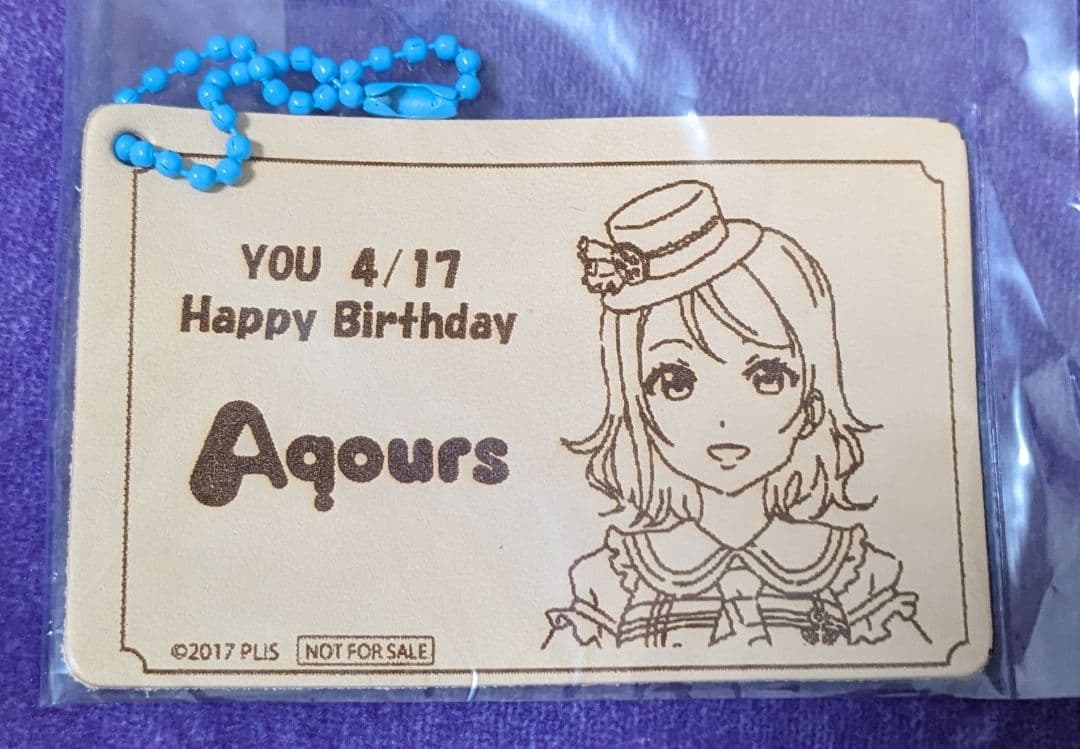 YOU 4/17
Happy Birthday
Aqours
©2017 PLIS NOT FOR SALE